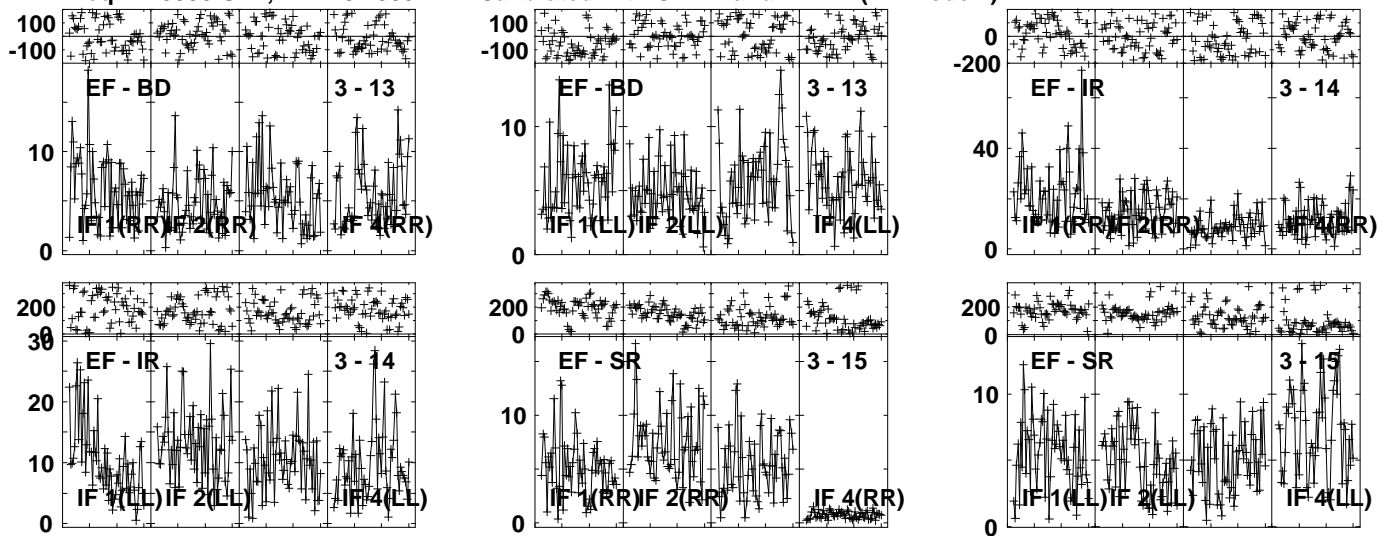 100
-100
EF - BD 3 - 13
10
IF 1(RR) IF 2(RR) IF 4(RR)
0
100
-100
EF - BD 3 - 13
10
IF 1(LL) IF 2(LL) IF 4(LL)
0
0
-200
EF - IR 3 - 14
40
IF 1(RR) IF 2(RR) IF 4(RR)
0
200
0
30
EF - IR 3 - 14
20
10
IF 1(LL) IF 2(LL) IF 4(LL)
0
200
0
EF - SR 3 - 15
10
IF 1(RR) IF 2(RR) IF 4(RR)
0
200
0
EF - SR 3 - 15
10
IF 1(LL) IF 2(LL) IF 4(LL)
0